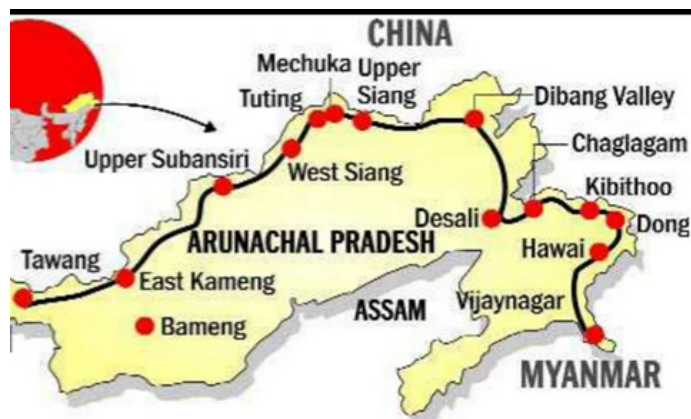 CHINA
Mechuka
Upper
Siang
Tuting
Dibang Valley
Chaglagam
Upper Subansiri
West Siang
Kibithoo
Desali
Dong
ARUNACHAL PRADESH
Hawai
Tawang
East Kameng
ASSAM
Vijaynagar
Bameng
MYANMAR